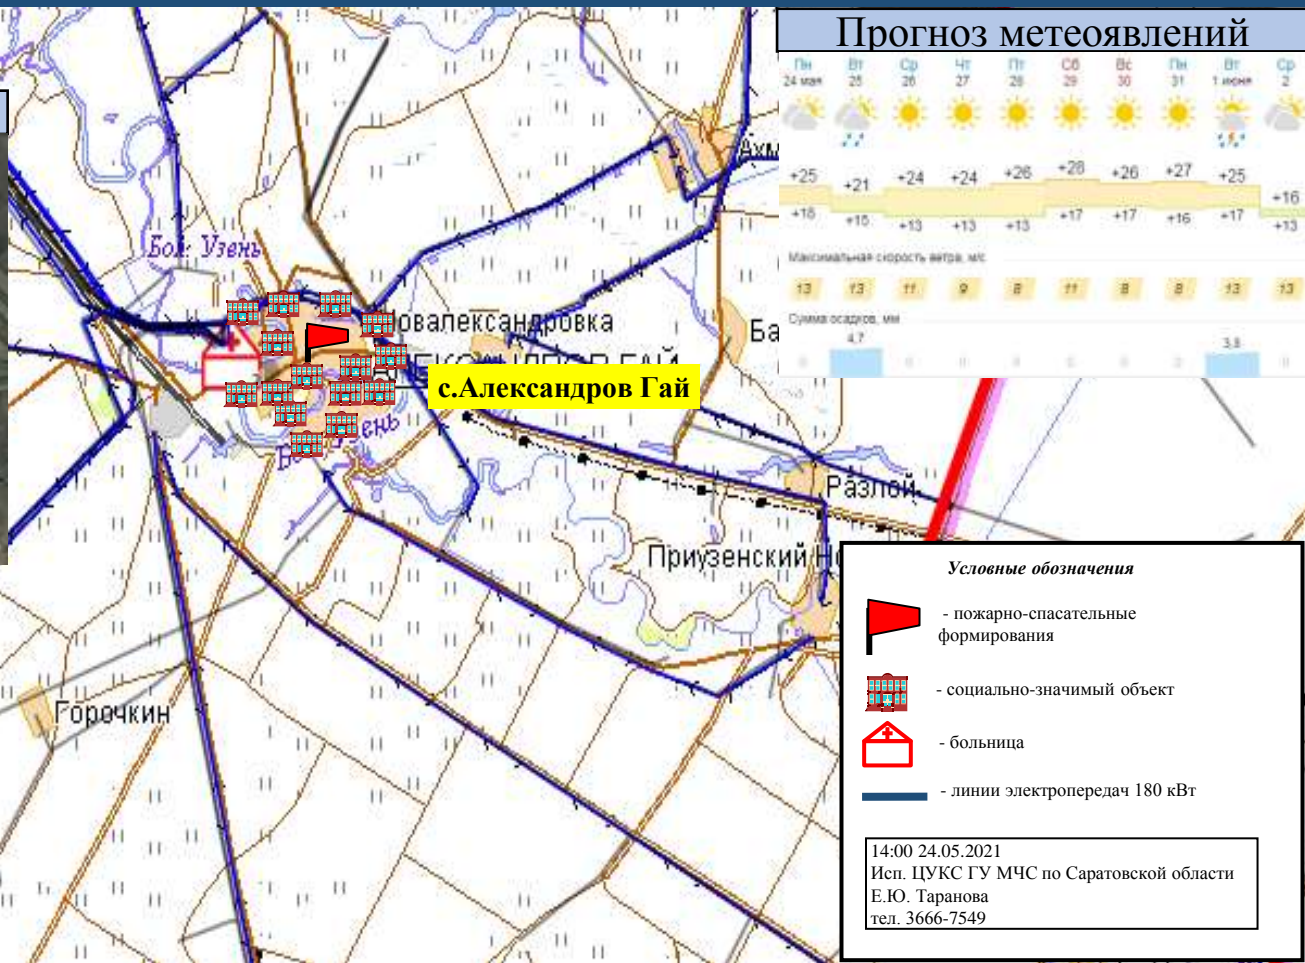 Прогноз метеоявлений
Пн Вт Ср Чт Пт Сб Вс Пн Вт Ср
24 мая 25 26 27 28 29 30 31 1 июня 2
+25 +21 +24 +24 +26 +28 +26 +27 +25 +16
+13 +13 +13 +17 +17 +16 +17 +13
Максимальная скорость ветра, м/с
13 13 11 9 8 11 8 8 13 13
Сумма осадков, мм
4,7 3,8
Ахм
Бол. Узень
Новалександровка
Ба
с.Александров Гай
Разлой
Приузенский Но
Горочкин
Условные обозначения
- пожарно-спасательные
формирования
- социально-значимый объект
- больница
- линии электропередач 180 кВт
14:00 24.05.2021
Исп. ЦУКС ГУ МЧС по Саратовской области
Е.Ю. Таранова
тел. 3666-7549